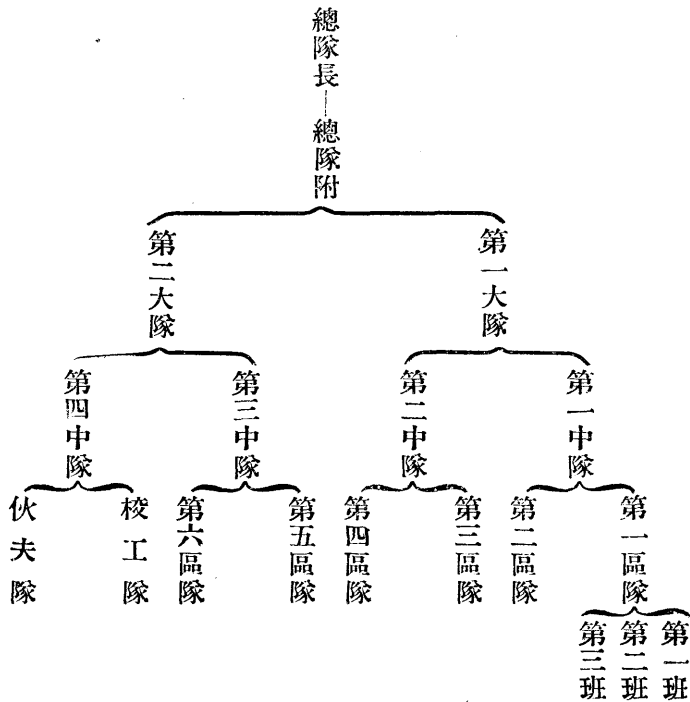 總隊長—總隊附
第一大隊
第二大隊
第一中隊
第二中隊
第三中隊
第四中隊
第一區隊
第二區隊
第三區隊
第四區隊
第五區隊
第六區隊
校工隊
伙夫隊
第一班
第二班
第三班